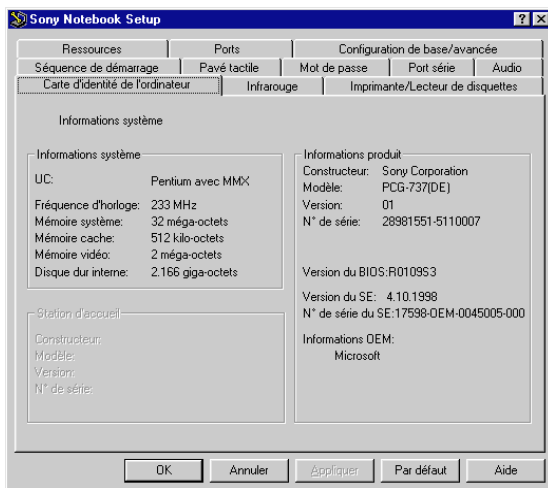 Sony Notebook Setup
Ressources
Ports
Configuration de base/avancée
Séquence de démarrage
Pavé tactile
Mot de passe
Port série
Audio
Carte d'identité de l'ordinateur
Infrarouge
Imprimante/Lecteur de disquettes
Informations système
Informations système
UC: Pentium avec MMX
Fréquence d'horloge: 233 MHz
Mémoire système: 32 méga-octets
Mémoire cache: 512 kilo-octets
Mémoire vidéo: 2 méga-octets
Disque dur interne: 2.166 giga-octets
Station d'accueil
Constructeur:
Modèle:
Version:
N° de série:
Informations produit
Constructeur: Sony Corporation
Modèle: PCG-737(DE)
Version: 01
N° de série: 28981551-5110007
Version du BIOS:R0109S3
Version du SE: 4.10.1998
N° de série du SE:17598-OEM-0045005-000
Informations OEM:
Microsoft
OK
Annuler
Appliquer
Par défaut
Aide